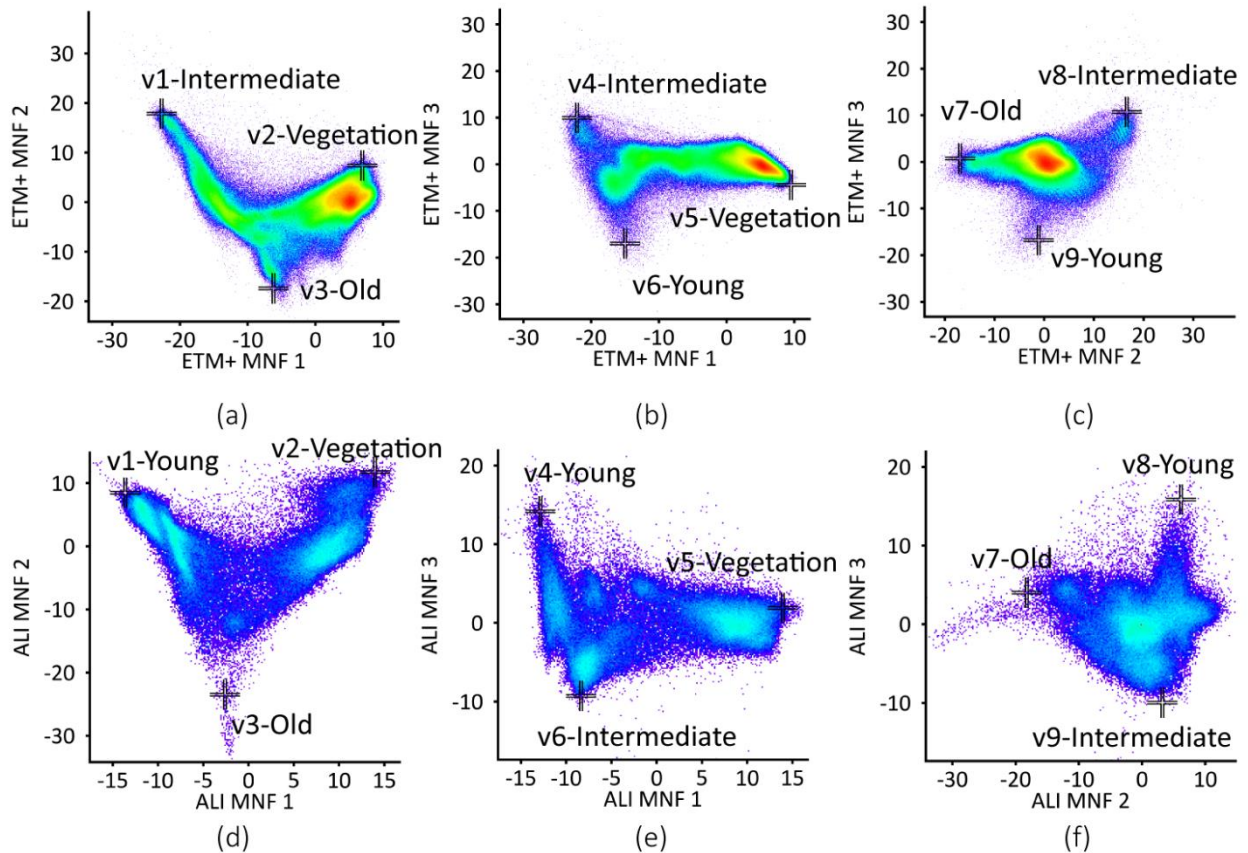 v1-Intermediate
v2-Vegetation
v3-Old
30
20
10
0
-10
-20
ETM+ MNF 2
-30 -20 -10 0 10
ETM+ MNF 1
(a)
v4-Intermediate
v5-Vegetation
v6-Young
30
20
10
0
-10
-20
-30
ETM+ MNF 3
-30 -20 -10 0 10
ETM+ MNF 1
(b)
v8-Intermediate
v7-Old
v9-Young
30
20
10
0
-10
-20
-30
ETM+ MNF 3
-20 -10 0 10 20 30
ETM+ MNF 2
(c)
v1-Young
v2-Vegetation
v3-Old
10
0
-10
-20
-30
ALI MNF 2
-15 -10 -5 0 5 10 15
ALI MNF 1
(d)
v4-Young
v5-Vegetation
v6-Intermediate
20
10
0
-10
ALI MNF 3
-15 -10 -5 0 5 10 15
ALI MNF 1
(e)
v8-Young
v7-Old
v9-Intermediate
20
10
0
-10
ALI MNF 3
-30 -20 -10 0 10
ALI MNF 2
(f)